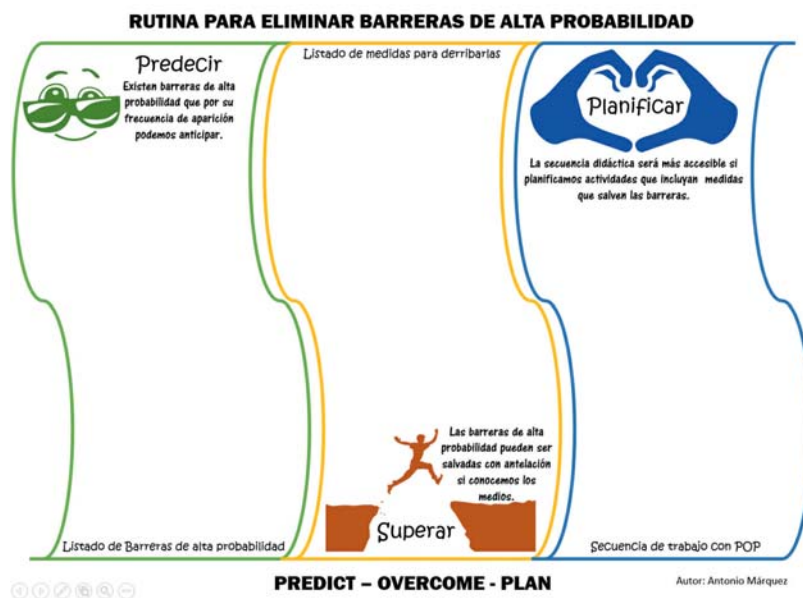 RUTINA PARA ELIMINAR BARRERAS DE ALTA PROBABILIDAD
Predecir
Existen barreras de alta
probabilidad que por su
frecuencia de aparición
podemos anticipar.
Listado de Barreras de alta probabilidad
Listado de medidas para derribarlas
Las barreras de alta
probabilidad pueden ser
salvadas con antelación
si conocemos los
medios.
Superar
Planificar
La secuencia didáctica será más accesible si
planificamos actividades que incluyan medidas
que salven las barreras.
Secuencia de trabajo con POP
PREDICT – OVERCOME - PLAN
Autor: Antonio Márquez